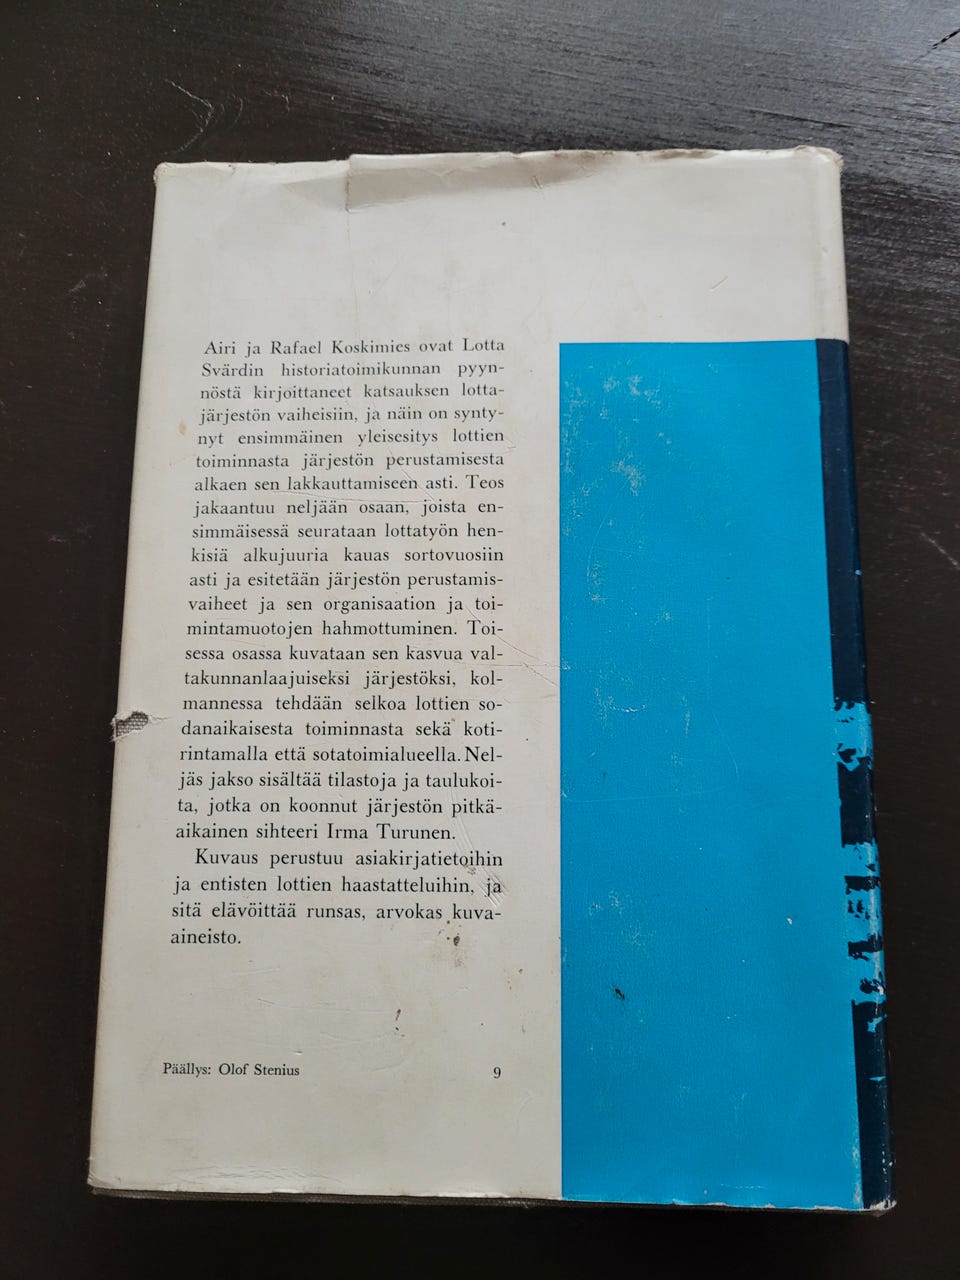 Airi ja Rafael Koskimies ovat Lotta
Svärdin historiatoimikunnan pyyn-
nöstä kirjoittaneet katsauksen lotta-
järjestön vaiheisiin, ja näin on synty-
nyt ensimmäinen yleisesitys lottien
toiminnasta järjestön perustamisesta
alkaen sen lakkauttamiseen asti. Teos
jakaantuu neljään osaan, joista en-
simmäisessä seurataan lottatyön hen-
kisiä alkujuuria kauas sortovuosiin
asti ja esitetään järjestön perustamis-
vaiheet ja sen organisaation ja toi-
mintamuotojen hahmottuminen. Toi-
sessa osassa kuvataan sen kasvua val-
takunnanlaajuiseksi järjestöksi, kol-
mannessa tehdään selkoa lottien so-
danaikaisesta toiminnasta sekä koti-
rintamalla että sotatoimialueella. Nel-
jäs jakso sisältää tilastoja ja taulukoi-
ta, jotka on koonnut järjestön pitkä-
aikainen sihteeri Irma Turunen.
Kuvaus perustuu asiakirjatietoihin
ja entisten lottien haastatteluihin, ja
sitä elävöittää runsas, arvokas kuva-
aineisto.
Päällys: Olof Stenius 9